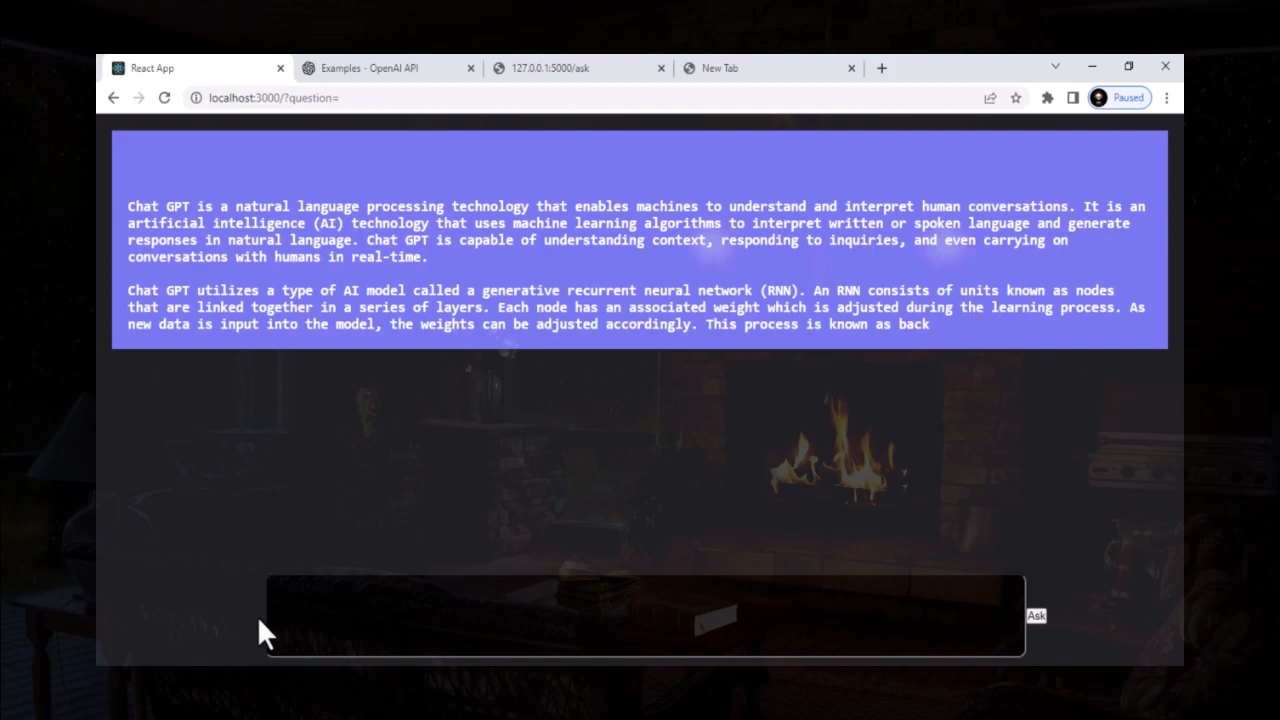 React App
Examples - OpenAI API
127.0.0.1:5000/ask
New Tab
localhost:3000/?question=
Paused
Chat GPT is a natural language processing technology that enables machines to understand and interpret human conversations. It is an
artificial intelligence (AI) technology that uses machine learning algorithms to interpret written or spoken language and generate
responses in natural language. Chat GPT is capable of understanding context, responding to inquiries, and even carrying on
conversations with humans in real-time.
Chat GPT utilizes a type of AI model called a generative recurrent neural network (RNN). An RNN consists of units known as nodes
that are linked together in a series of layers. Each node has an associated weight which is adjusted during the learning process. As
new data is input into the model, the weights can be adjusted accordingly. This process is known as back
Ask